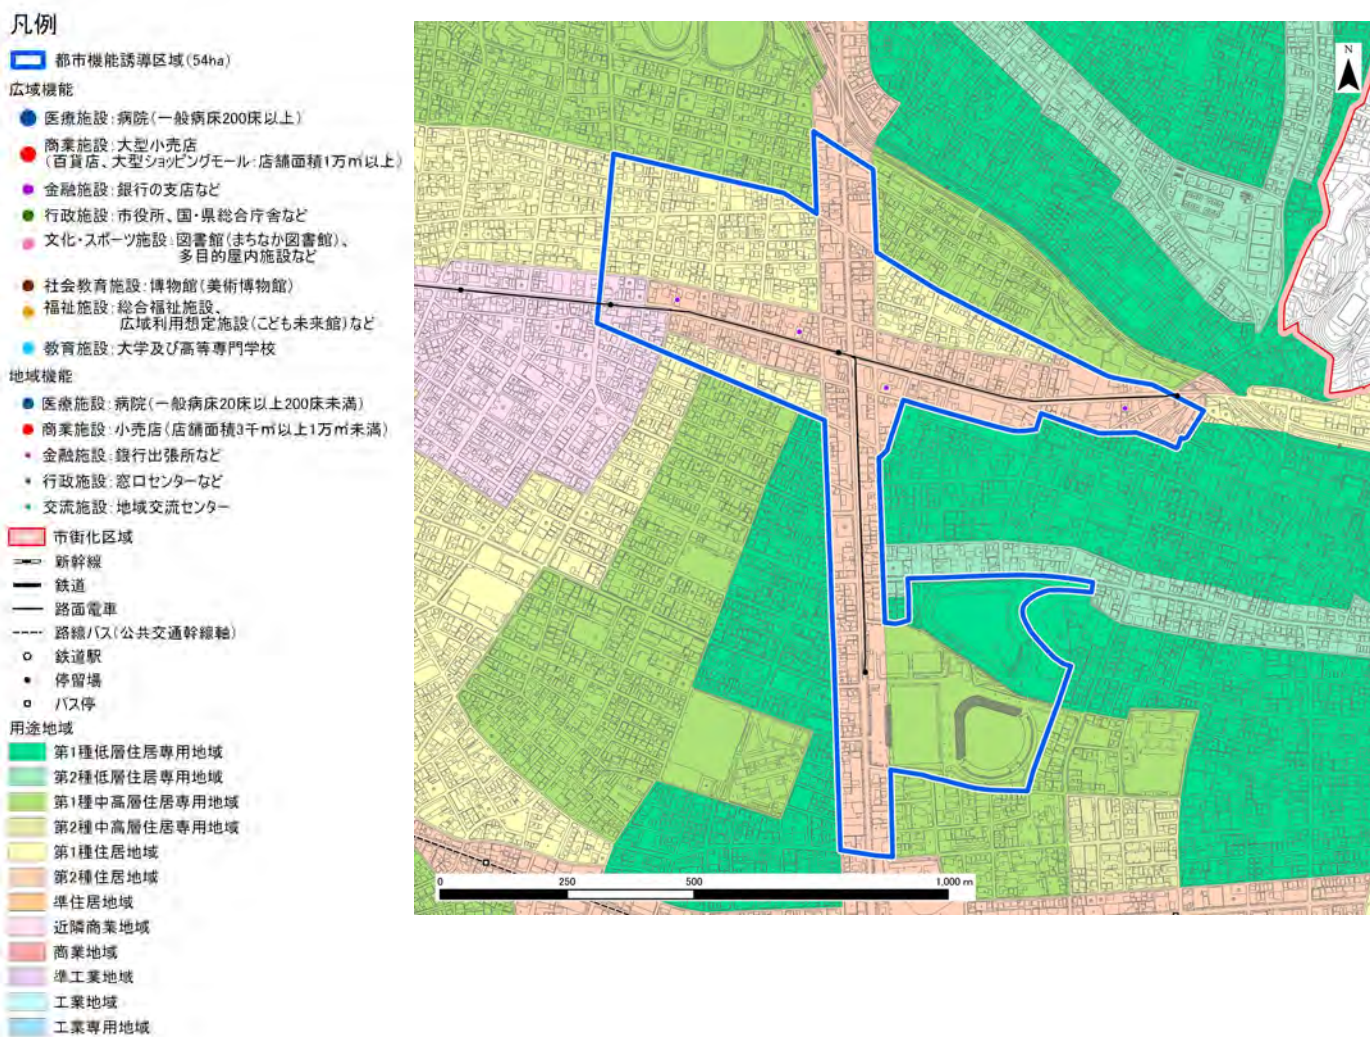 凡例
都市機能誘導区域(54ha)
広域機能
医療施設:病院(一般病床200床以上)
商業施設:大型小売店
(百貨店、大型ショッピングモール:店舗面積1万㎡以上)
金融施設:銀行の支店など
行政施設:市役所、国・県総合庁舎など
文化・スポーツ施設:図書館(まちなか図書館)、
多目的屋内施設など
社会教育施設:博物館(美術博物館)
福祉施設:総合福祉施設、
広域利用想定施設(こども未来館)など
教育施設:大学及び高等専門学校
地域機能
医療施設:病院(一般病床20床以上200床未満)
商業施設:小売店(店舗面積3千㎡以上1万㎡未満)
金融施設:銀行出張所など
行政施設:窓口センターなど
交流施設:地域交流センター
市街化区域
新幹線
鉄道
路面電車
路線バス(公共交通幹線軸)
鉄道駅
停留場
バス停
用途地域
第1種低層住居専用地域
第2種低層住居専用地域
第1種中高層住居専用地域
第2種中高層住居専用地域
第1種住居地域
第2種住居地域
準住居地域
近隣商業地域
商業地域
準工業地域
工業地域
工業専用地域
N
0 250 500 1,000 m